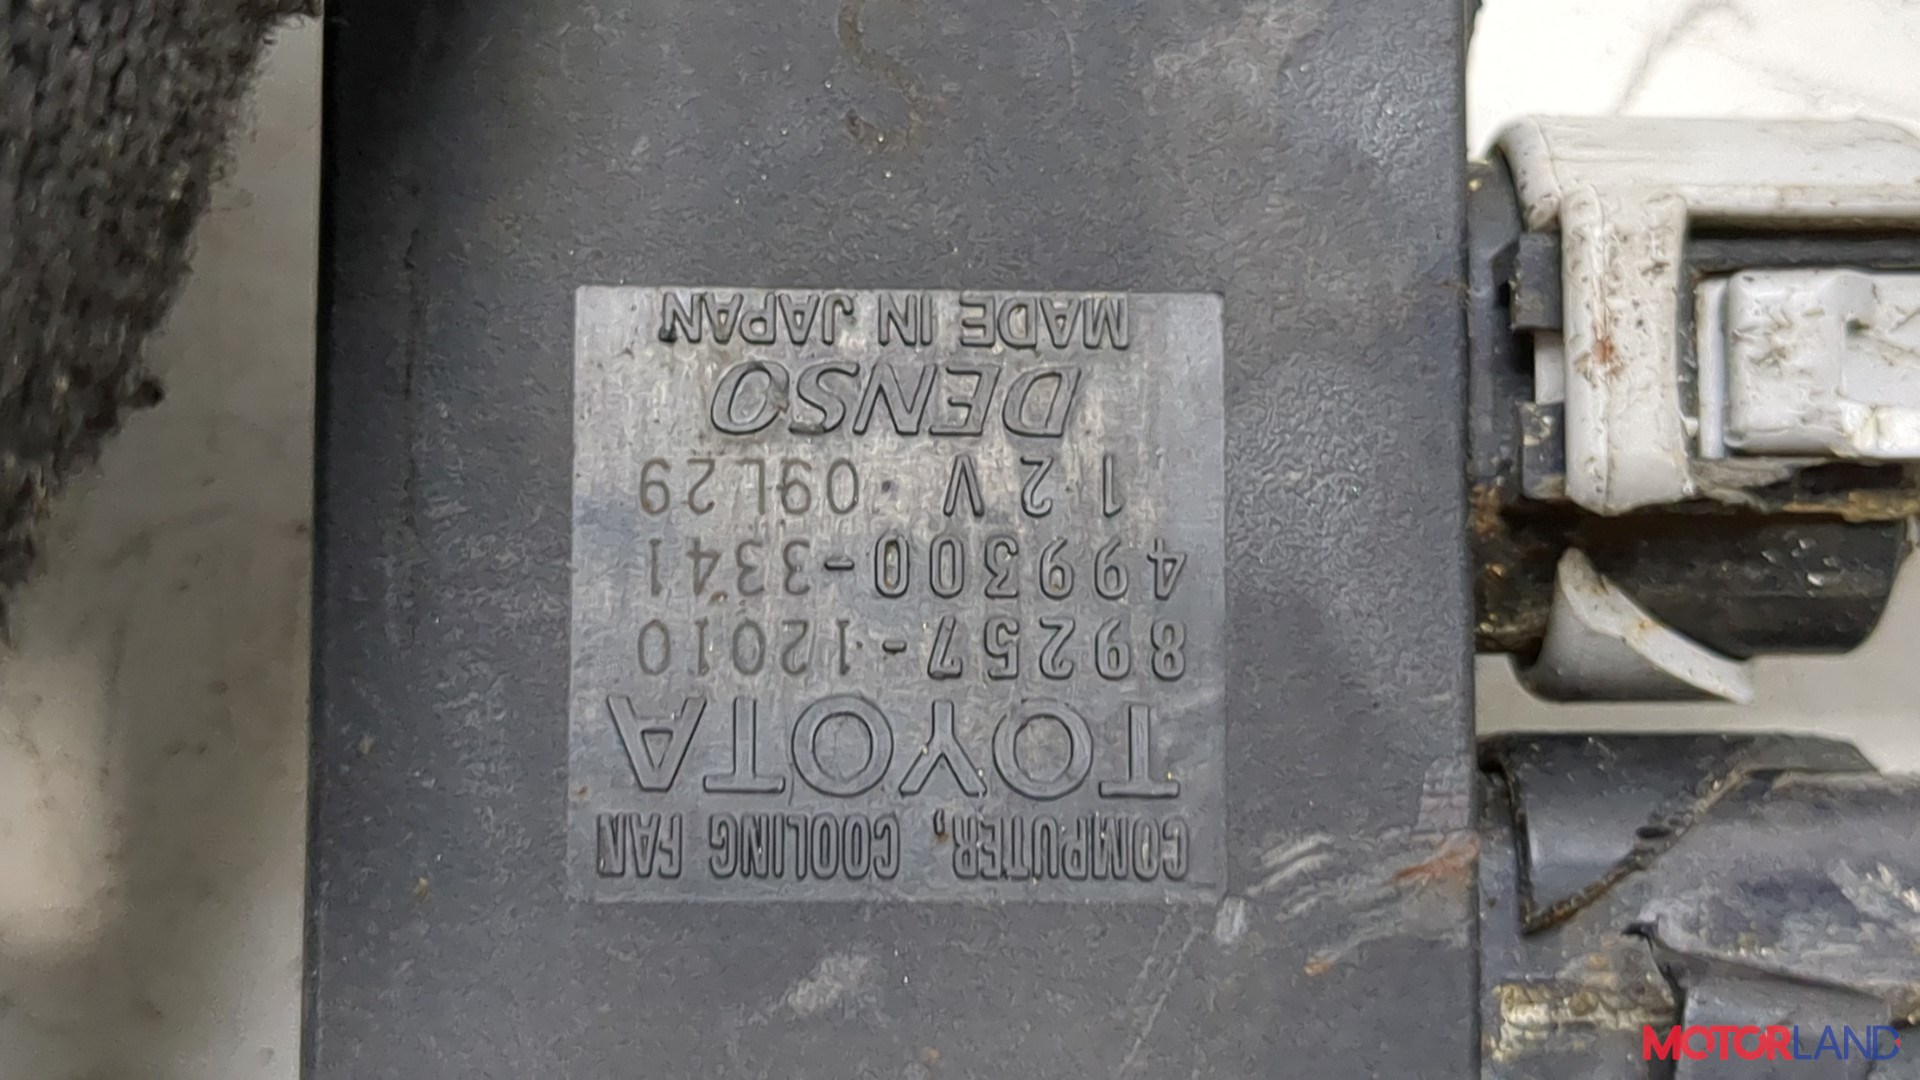 COMPUTER, COOLING FAN
TOYOTA
89257-12010
499300-3341
12V 09L29
DENSO
MADE IN JAPAN
MOTORLAND